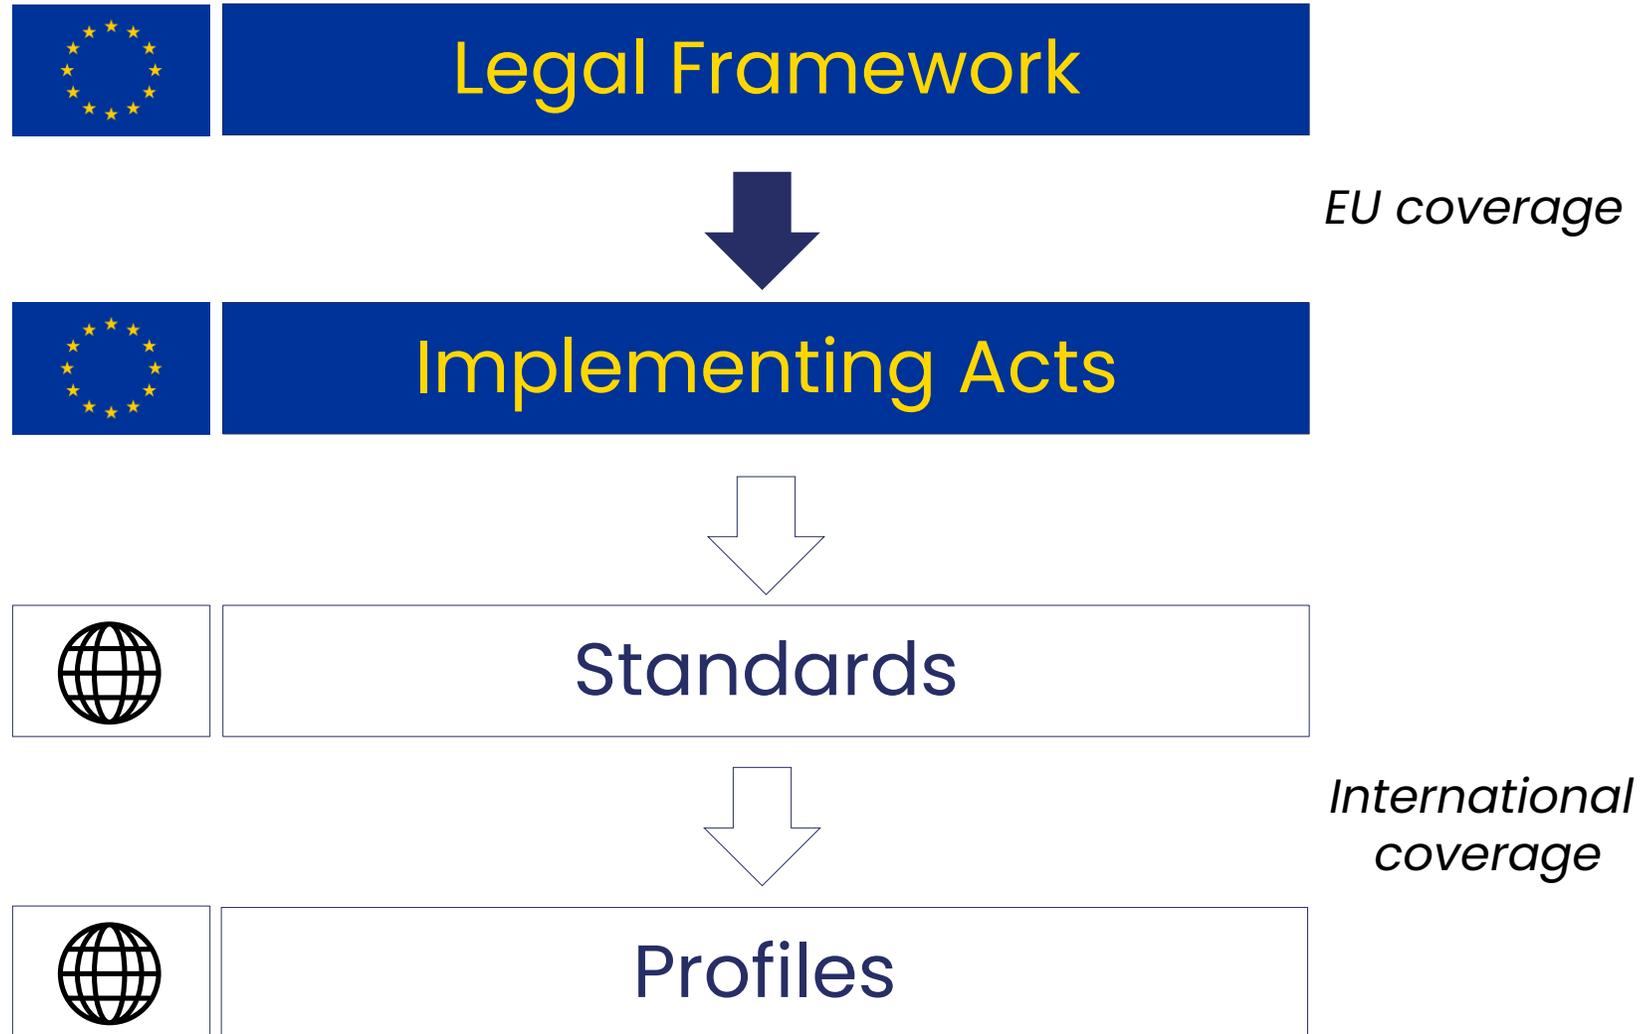 Legal Framework
EU coverage
Implementing Acts
Standards
International
coverage
Profiles